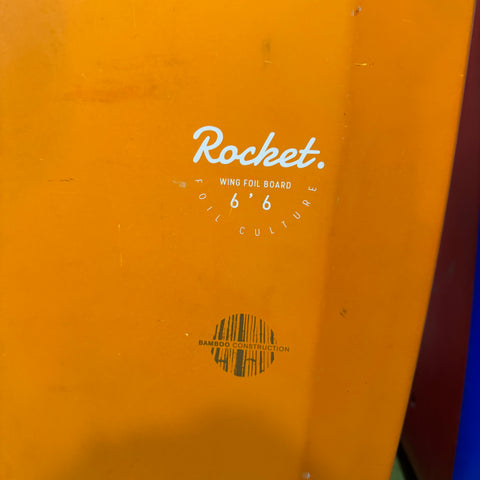 Rocket.
WING FOIL BOARD
6'6
FOIL CULTURE
BAMBOO CONSTRUCTION